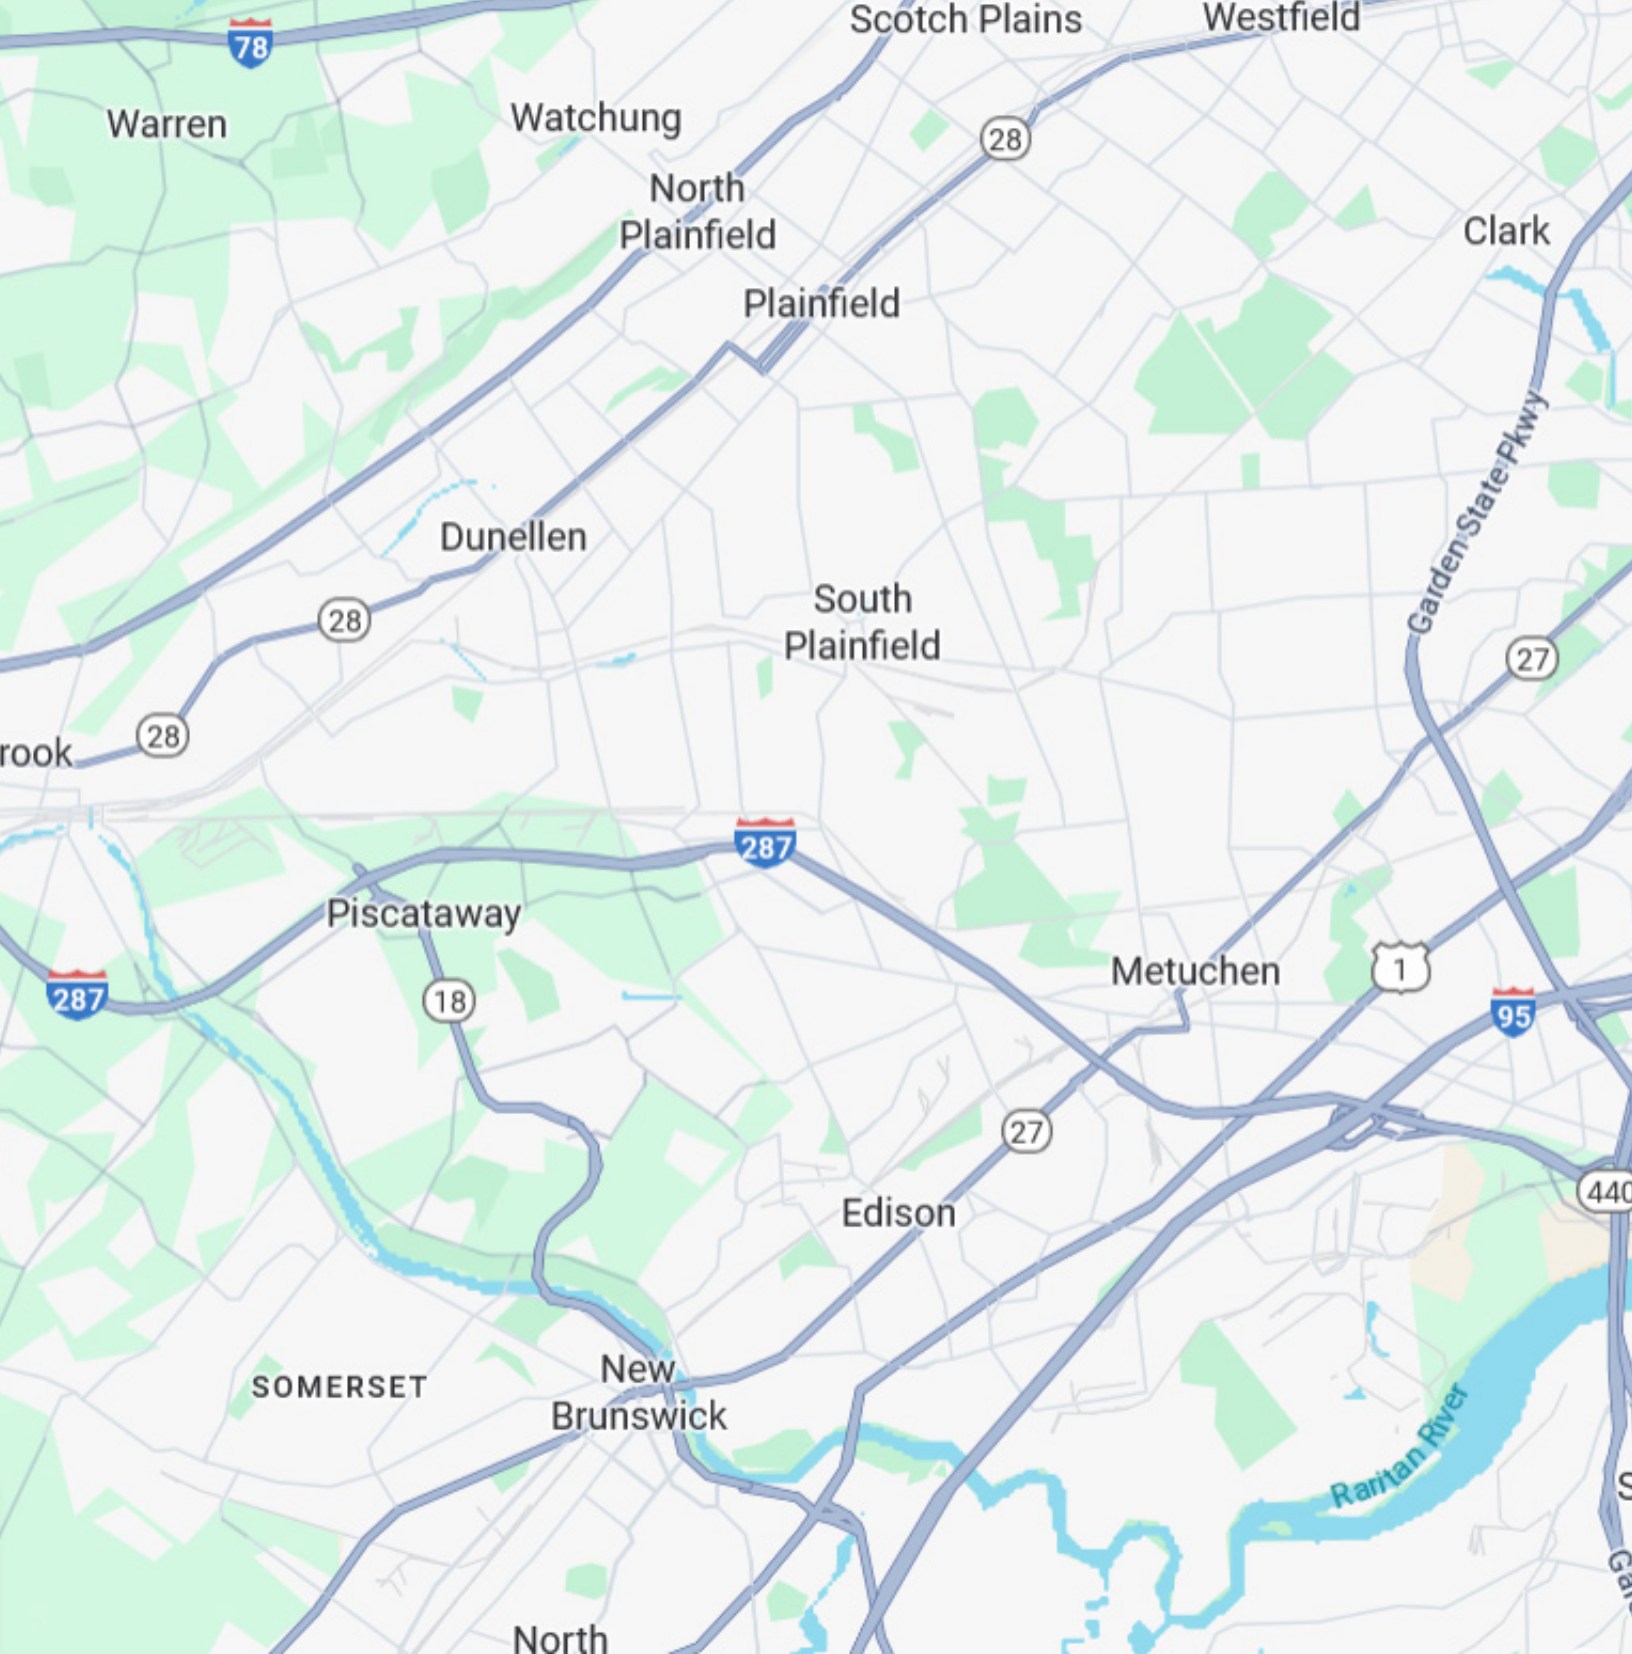 Scotch Plains
Westfield
78
Warren
Watchung
28
North
Plainfield
Clark
Plainfield
Garden State Pkwy
Dunellen
South
Plainfield
28
27
28
rook
287
Piscataway
Metuchen
1
287
18
95
27
440
Edison
New
Brunswick
SOMERSET
Raritan River
S
Gar
North